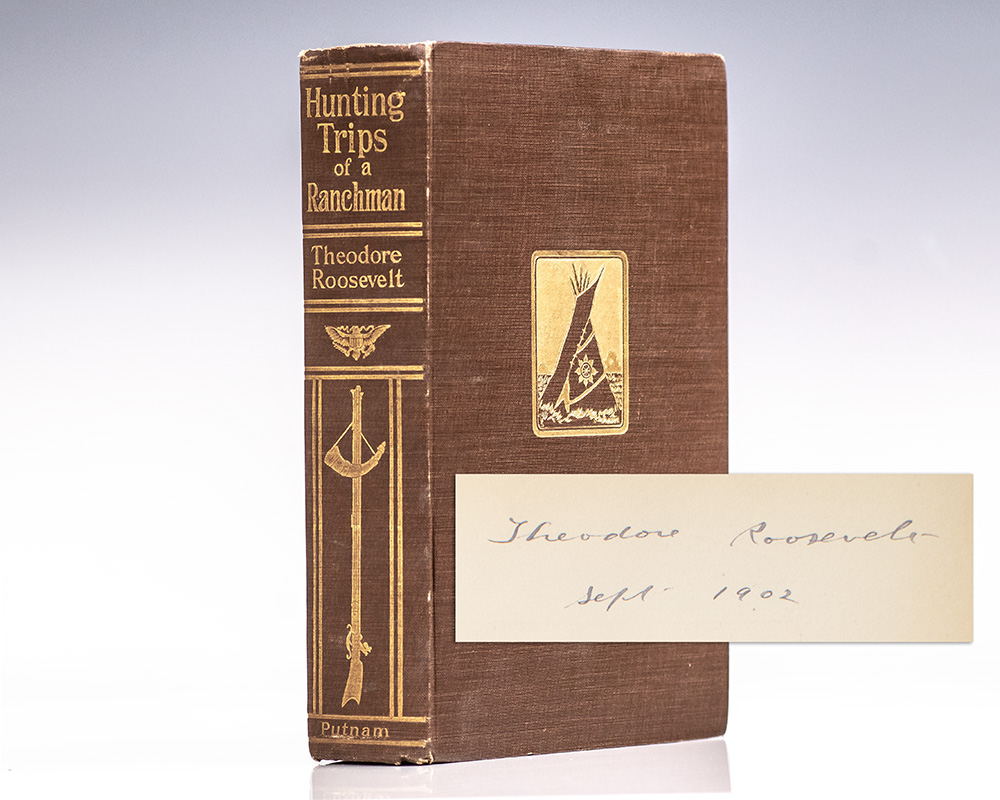 Hunting
Trips
of a
Ranchman
Theodore
Roosevelt
Putnam
Theodore Roosevelt
Sept 1902